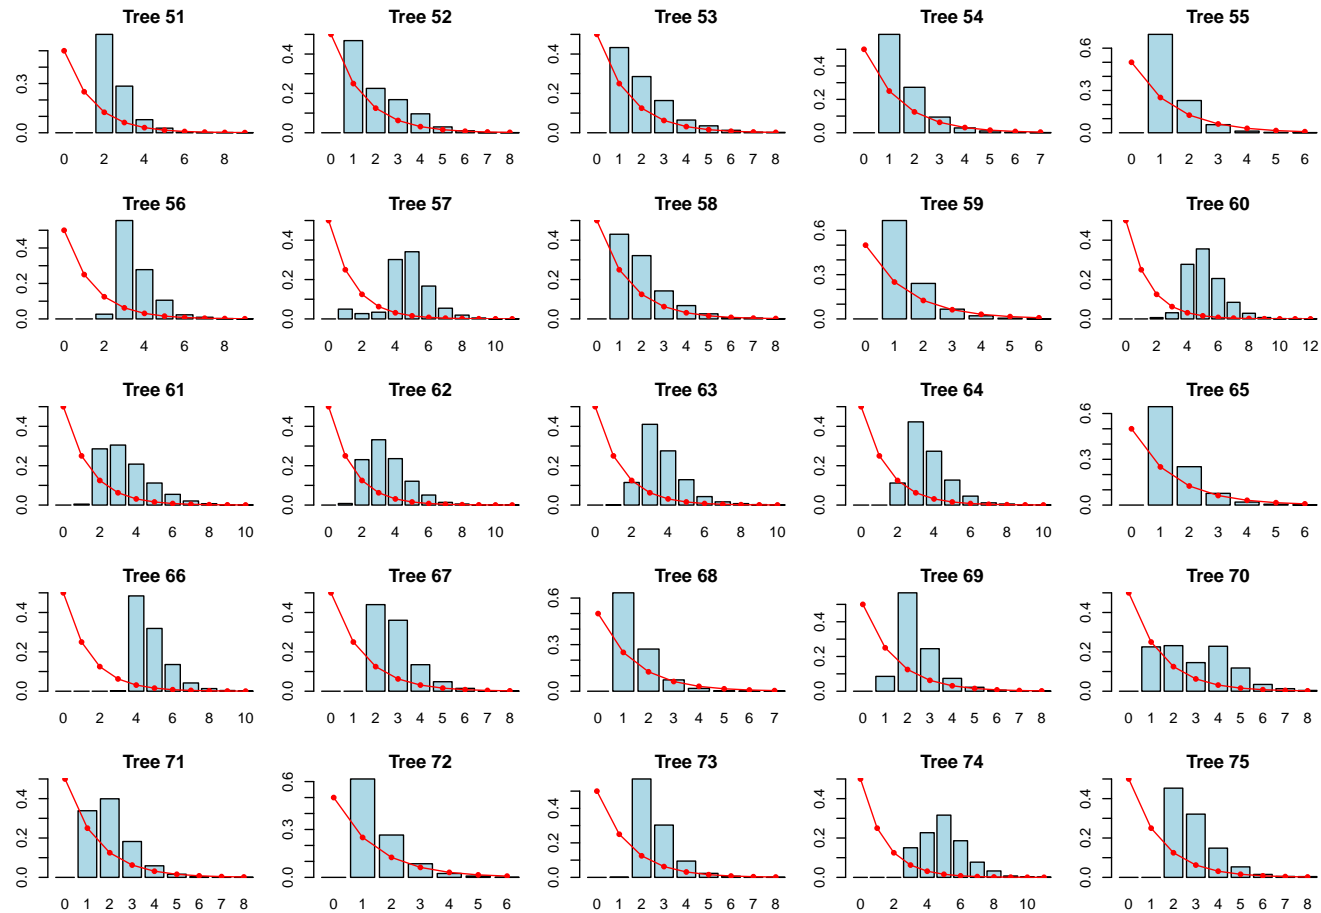 Tree 51 Tree 52 Tree 53 Tree 54 Tree 55
0.0 0.3 0.0 0.2 0.4 0.0 0.2 0.4 0.0 0.2 0.4 0.0 0.3 0.6
0 2 4 6 8 0 1 2 3 4 5 6 7 8 0 1 2 3 4 5 6 7 8 0 1 2 3 4 5 6 7 0 1 2 3 4 5 6
Tree 56 Tree 57 Tree 58 Tree 59 Tree 60
0.0 0.2 0.4 0.0 0.2 0.4 0.0 0.2 0.4 0.0 0.3 0.6 0.0 0.2 0.4
0 2 4 6 8 0 2 4 6 8 10 0 1 2 3 4 5 6 7 8 0 1 2 3 4 5 6 0 2 4 6 8 10 12
Tree 61 Tree 62 Tree 63 Tree 64 Tree 65
0.0 0.2 0.4 0.0 0.2 0.4 0.0 0.2 0.4 0.0 0.2 0.4 0.0 0.3 0.6
0 2 4 6 8 10 0 2 4 6 8 10 0 2 4 6 8 10 0 2 4 6 8 10 0 1 2 3 4 5 6
Tree 66 Tree 67 Tree 68 Tree 69 Tree 70
0.0 0.2 0.4 0.0 0.2 0.4 0.0 0.3 0.6 0.0 0.2 0.4 0.0 0.2 0.4
0 2 4 6 8 10 0 1 2 3 4 5 6 7 8 0 1 2 3 4 5 6 7 0 1 2 3 4 5 6 7 8 0 1 2 3 4 5 6 7 8
Tree 71 Tree 72 Tree 73 Tree 74 Tree 75
0.0 0.2 0.4 0.0 0.3 0.6 0.0 0.2 0.4 0.0 0.2 0.4 0.0 0.2 0.4
0 1 2 3 4 5 6 7 8 0 1 2 3 4 5 6 0 1 2 3 4 5 6 7 8 0 2 4 6 8 10 0 1 2 3 4 5 6 7 8